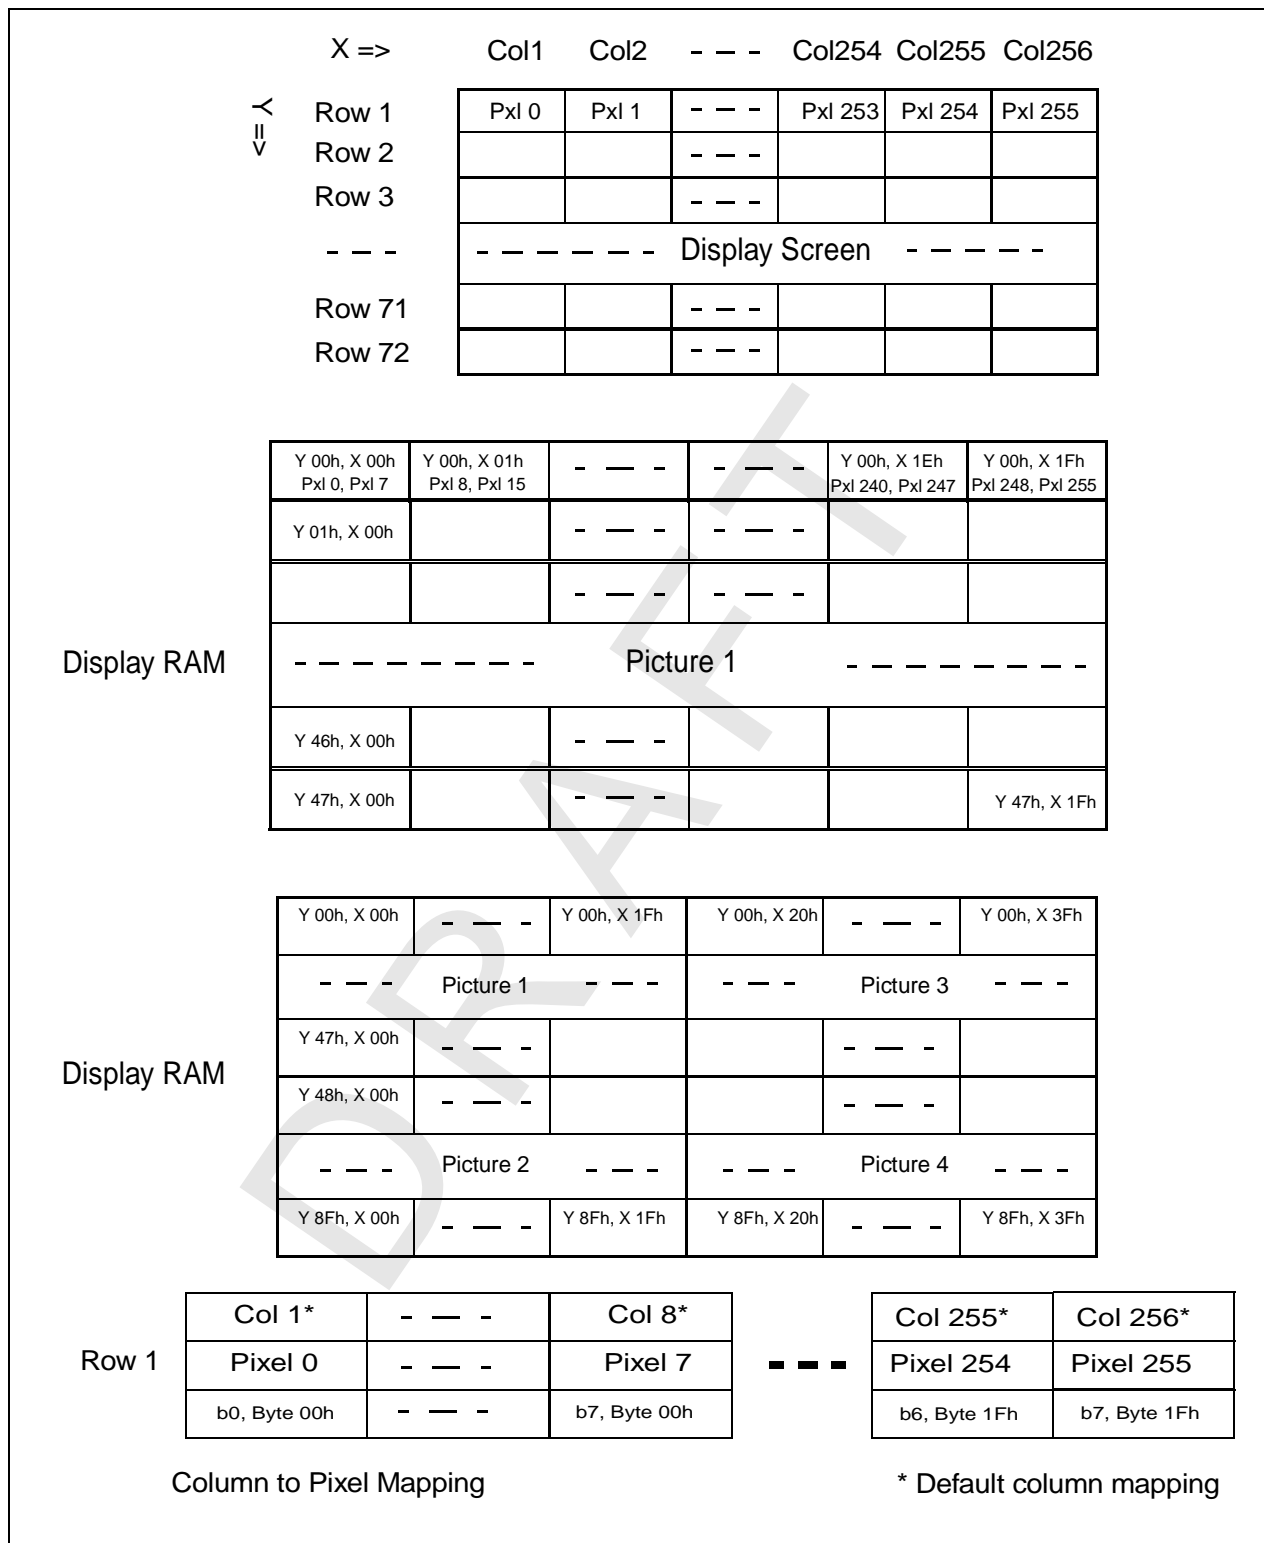 X => Col1 Col2 - - - Col254 Col255 Col256
Y =>
Row 1 Pxl 0 Pxl 1 - - - Pxl 253 Pxl 254 Pxl 255
Row 2 - - -
Row 3 - - -
- - - - - - - - - Display Screen - - - - -
Row 71 - - -
Row 72 - - -
Y 00h, X 00h Y 00h, X 01h - - - - - - Y 00h, X 1Eh Y 00h, X 1Fh
Pxl 0, Pxl 7 Pxl 8, Pxl 15 Pxl 240, Pxl 247 Pxl 248, Pxl 255
Y 01h, X 00h - - - - - -
- - - - - -
Display RAM - - - - - - - - - Picture 1 - - - - - - - -
Y 46h, X 00h - - -
Y 47h, X 00h - - - Y 47h, X 1Fh
Y 00h, X 00h - - - Y 00h, X 1Fh Y 00h, X 20h - - - Y 00h, X 3Fh
- - - Picture 1 - - - - - - Picture 3 - - -
Y 47h, X 00h - - - - - -
Display RAM
Y 48h, X 00h - - - - - -
- - - Picture 2 - - - - - - Picture 4 - - -
Y 8Fh, X 00h - - - Y 8Fh, X 1Fh Y 8Fh, X 20h - - - Y 8Fh, X 3Fh
Col 1* - - - Col 8* Col 255* Col 256*
Row 1 Pixel 0 - - - Pixel 7 - - - Pixel 254 Pixel 255
b0, Byte 00h - - - b7, Byte 00h b6, Byte 1Fh b7, Byte 1Fh
Column to Pixel Mapping * Default column mapping
DRAFT